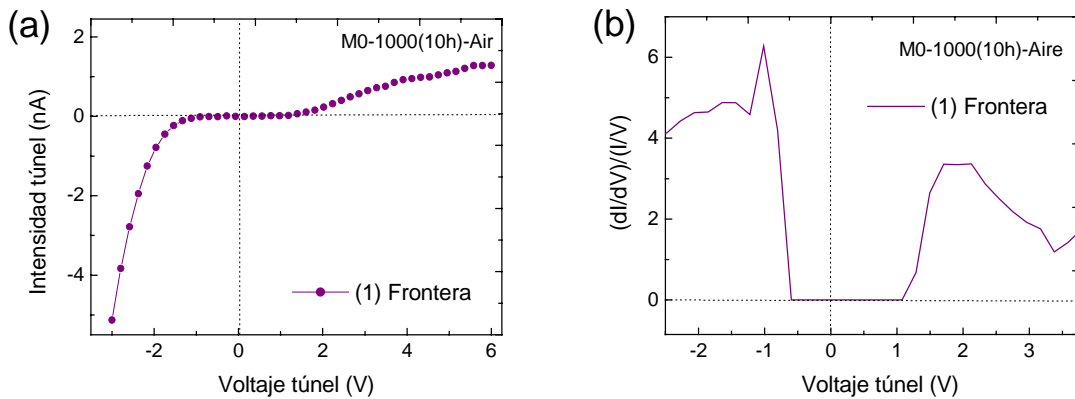 (a)
M0-1000(10h)-Air
Intensidad túnel (nA)
2
0
-2
-4
(1) Frontera
-2
0
2
4
6
Voltaje túnel (V)
(b)
M0-1000(10h)-Aire
(dI/dV)/(I/V)
6
4
2
0
(1) Frontera
-2
-1
0
1
2
3
Voltaje túnel (V)